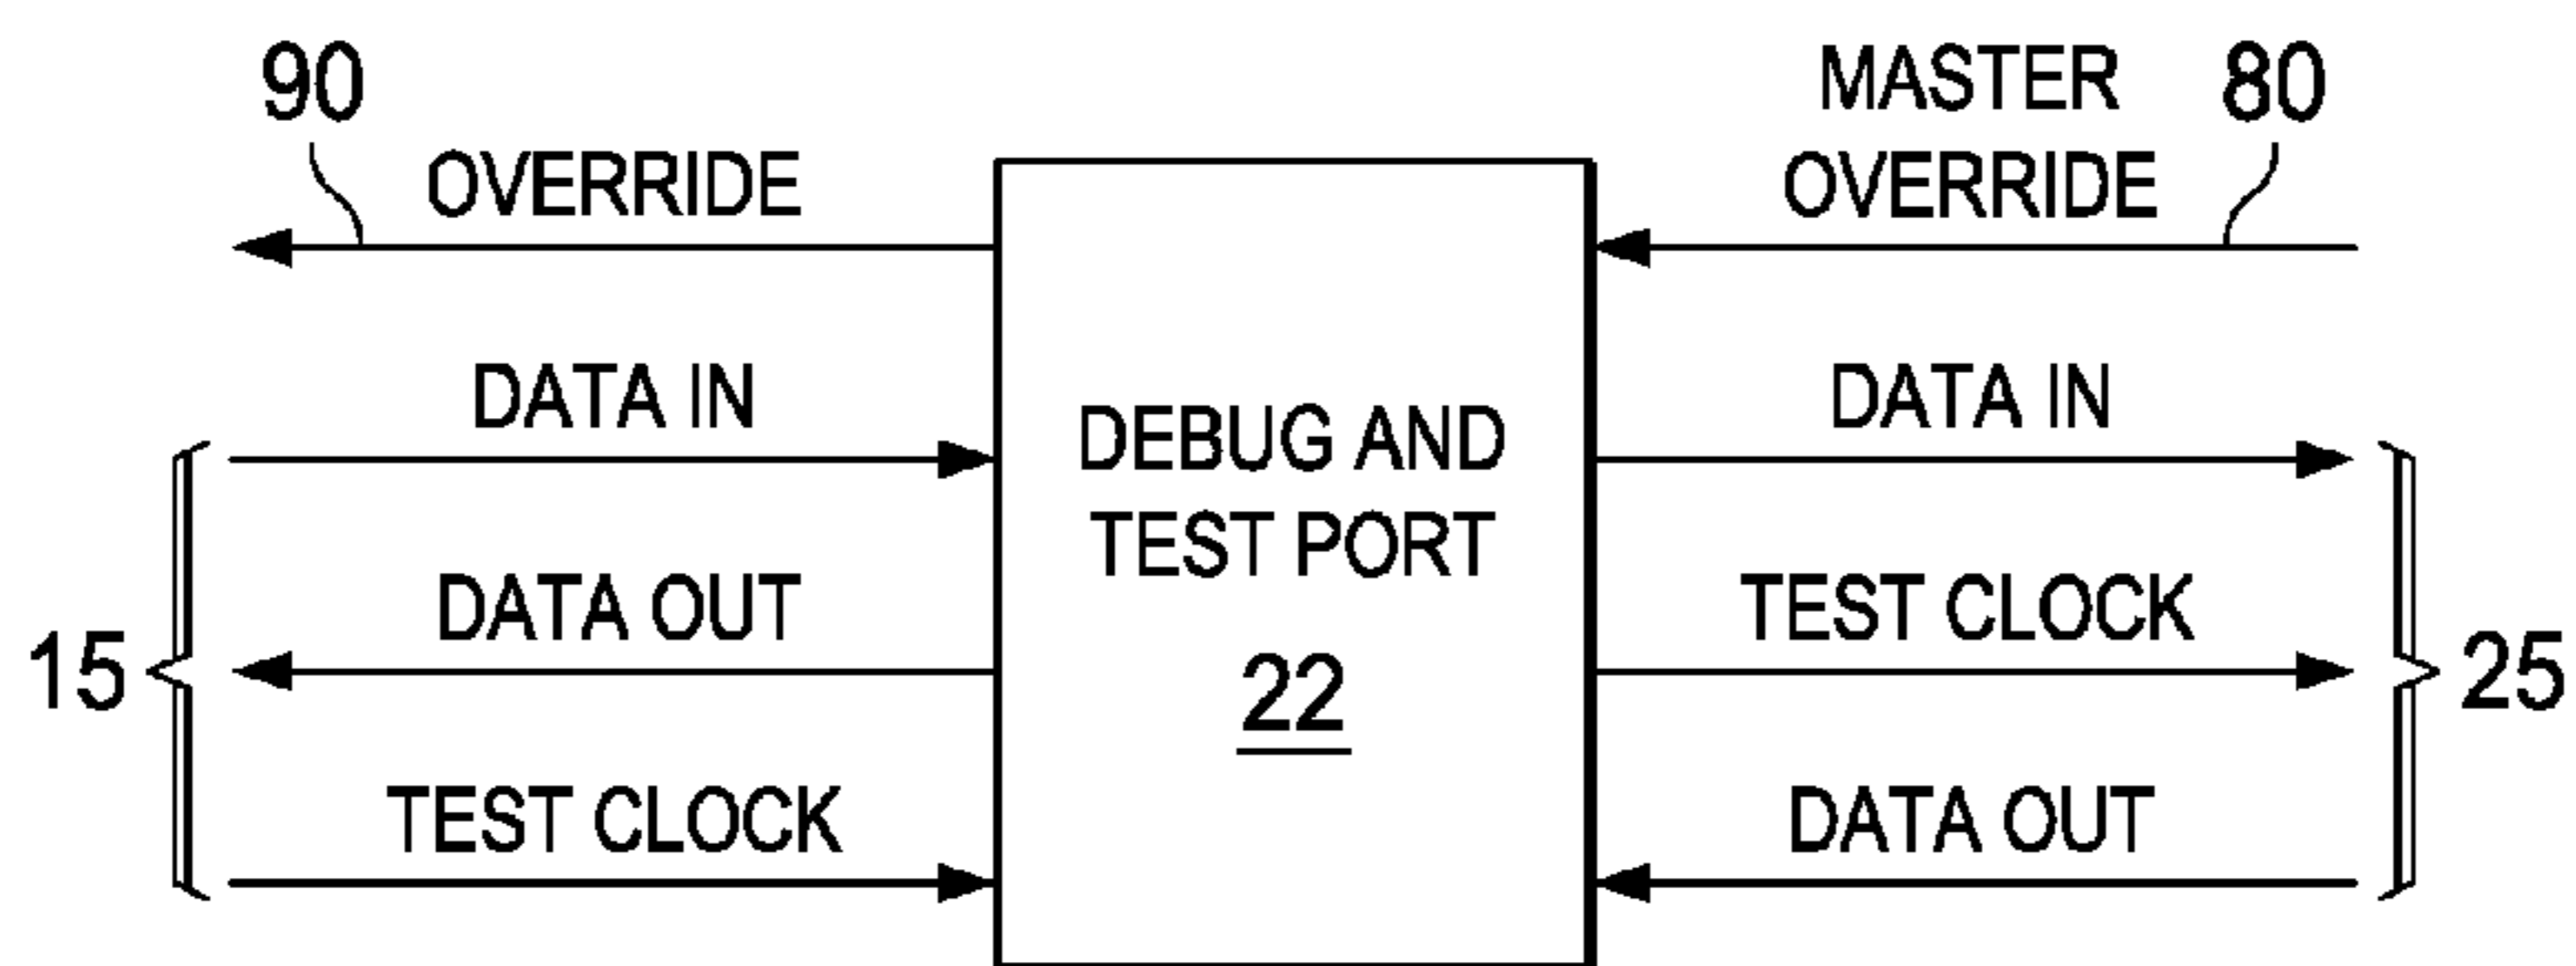 90
OVERRIDE
MASTER
OVERRIDE
80
DATA IN
DATA OUT
TEST CLOCK
15
DEBUG AND
TEST PORT
22
DATA IN
TEST CLOCK
DATA OUT
25